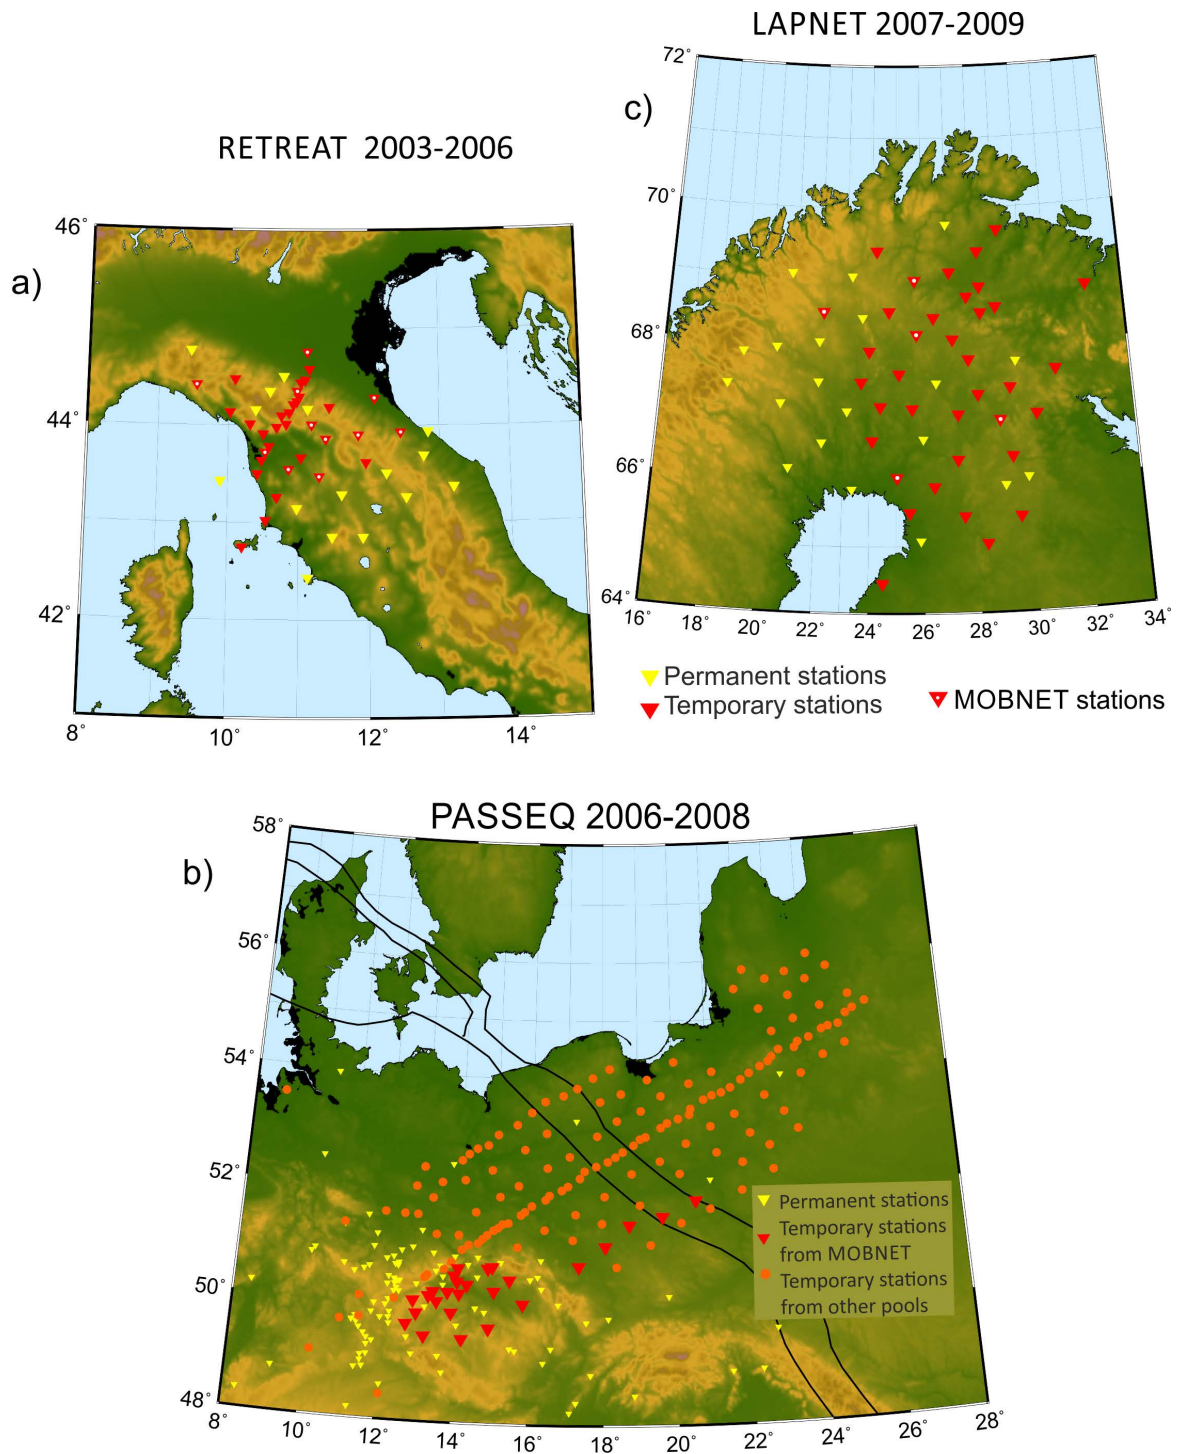 LAPNET 2007-2009
c)
72°
70°
68°
66°
64°
16° 18° 20° 22° 24° 26° 28° 30° 32° 34°
RETREAT 2003-2006
a)
46°
44°
42°
8° 10° 12° 14°
Permanent stations
Temporary stations
MOBNET stations
PASSEQ 2006-2008
b)
58°
56°
54°
52°
50°
48°
8° 10° 12° 14° 16° 18° 20° 22° 24° 26° 28°
Permanent stations
Temporary stations
from MOBNET
Temporary stations
from other pools